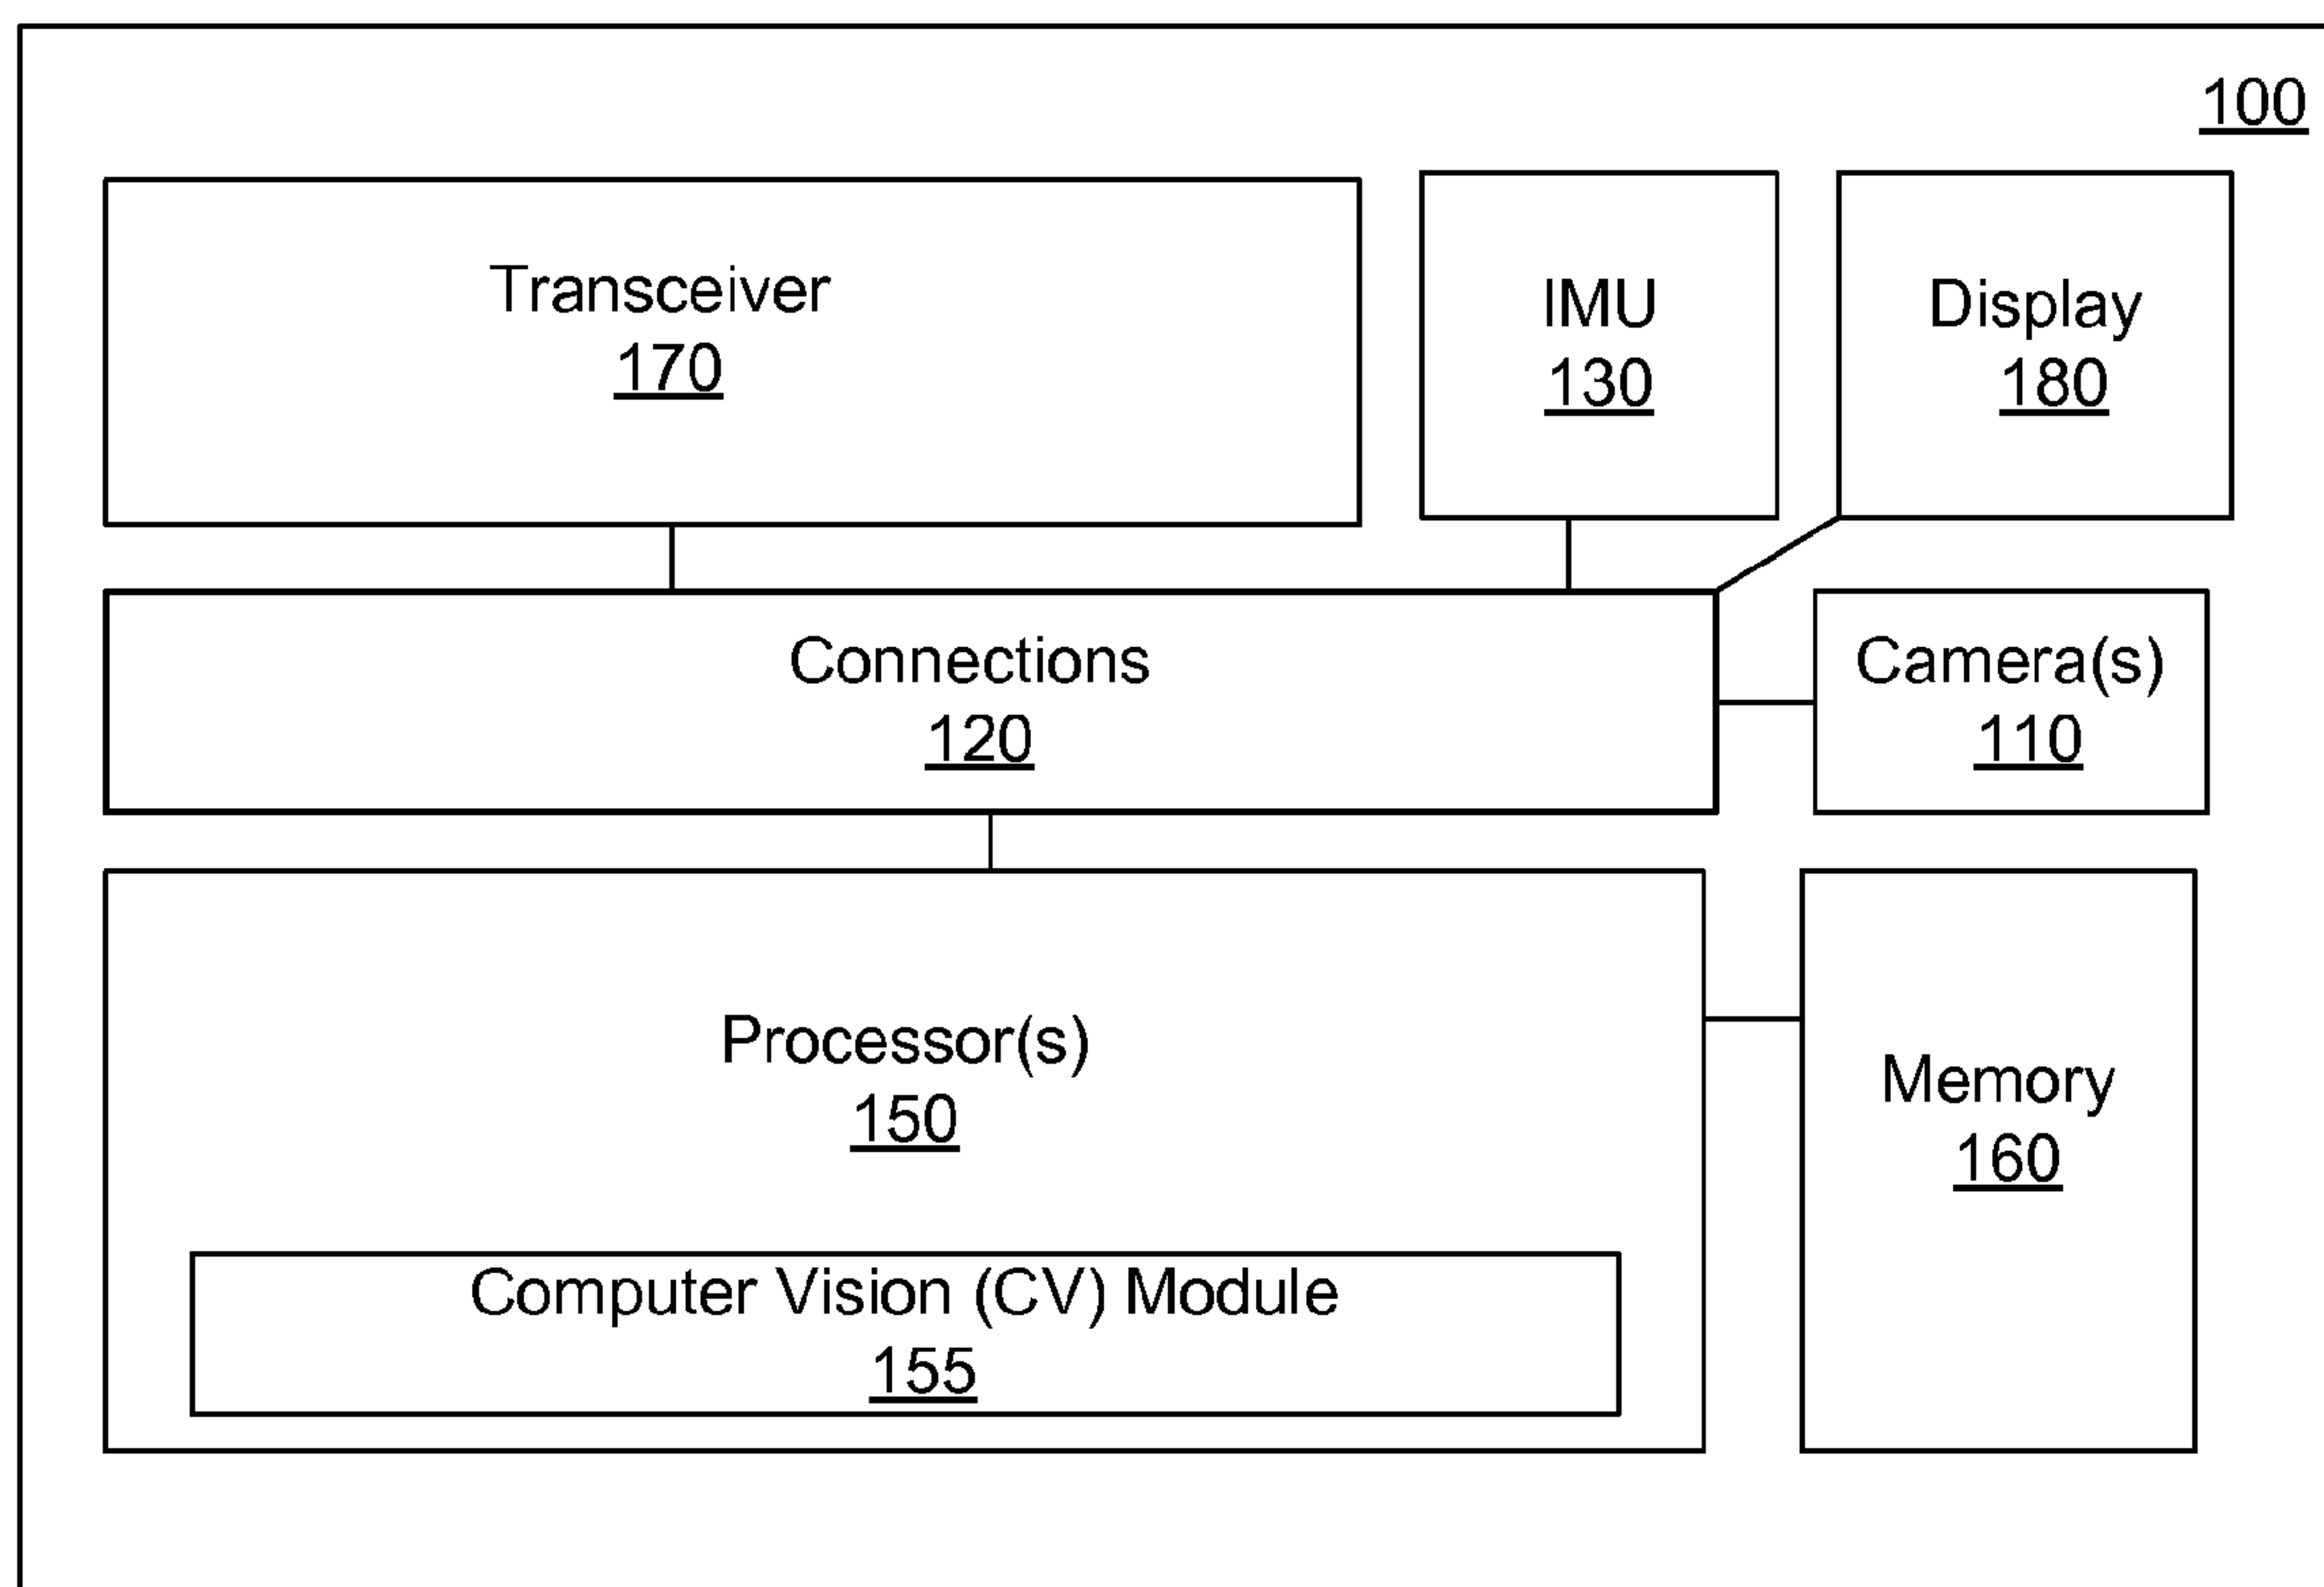 100
Transceiver
170
IMU
130
Display
180
Connections
120
Camera(s)
110
Processor(s)
150
Memory
160
Computer Vision (CV) Module
155